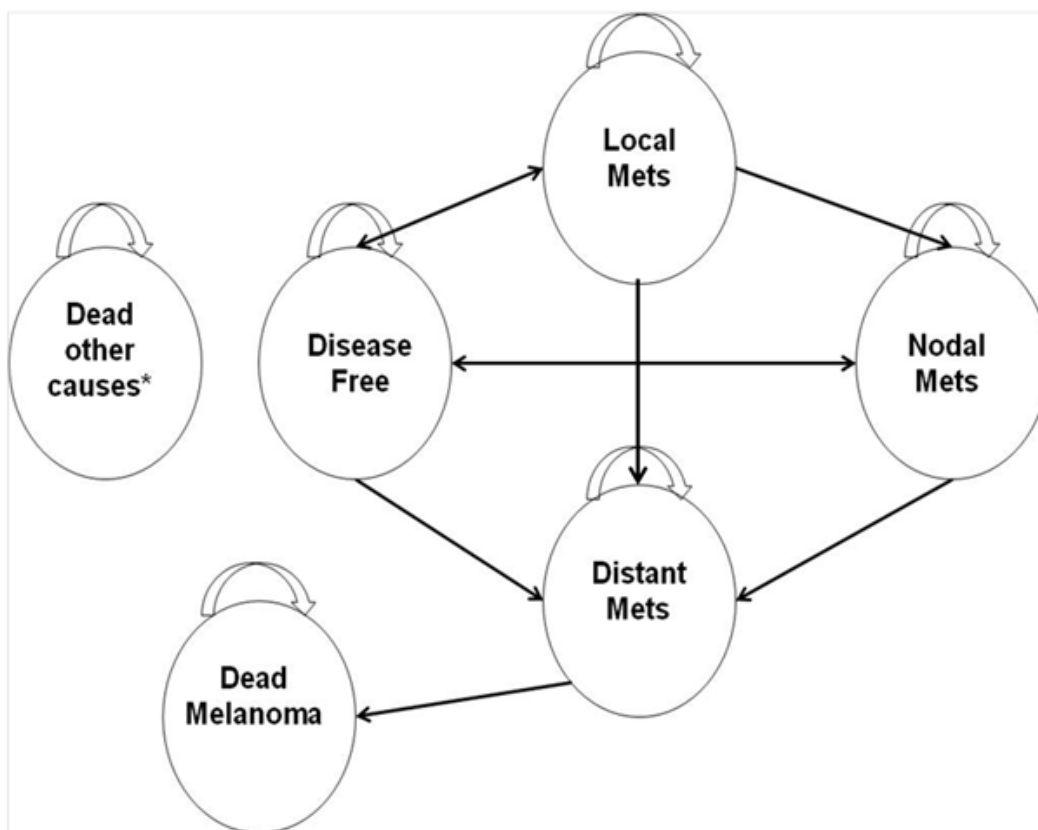 Local
Mets
Dead
other
causes*
Disease
Free
Nodal
Mets
Distant
Mets
Dead
Melanoma